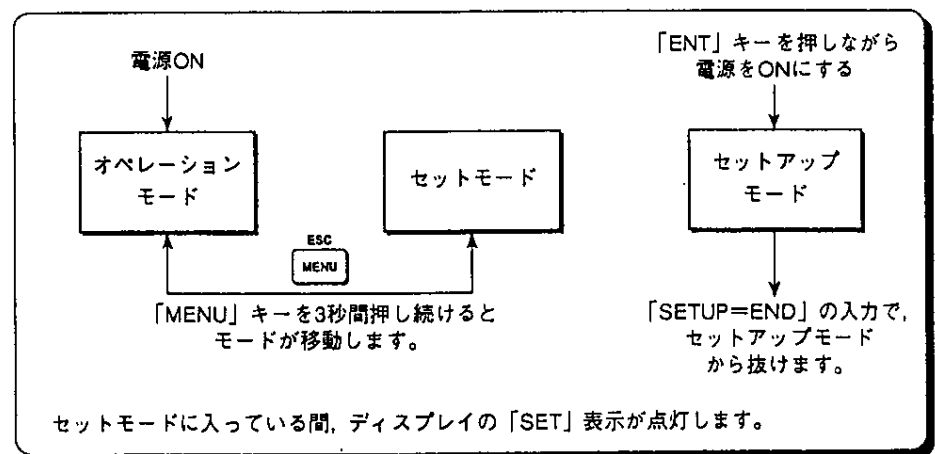 電源ON
オペレーション
モード
セットモード
ESC
MENU
「MENU」キーを3秒間押し続けると
モードが移動します。
「ENT」キーを押しながら
電源をONにする
セットアップ
モード
「SETUP=END」の入力で,
セットアップモード
から抜けます。
セットモードに入っている間, ディスプレイの「SET」表示が点灯します。